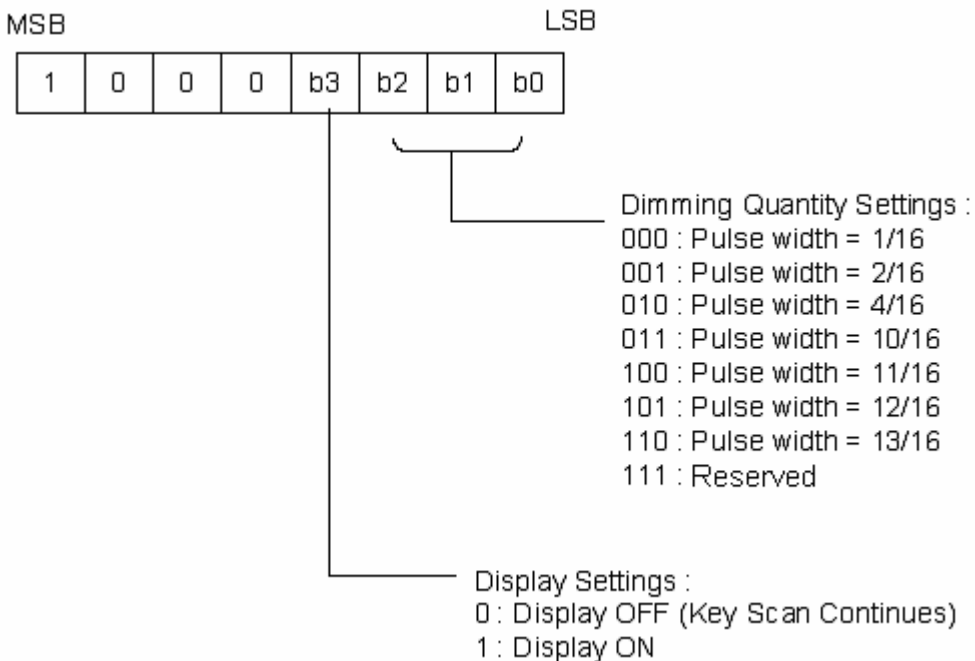 MSB LSB
1 0 0 0 b3 b2 b1 b0
Dimming Quantity Settings :
000 : Pulse width = 1/16
001 : Pulse width = 2/16
010 : Pulse width = 4/16
011 : Pulse width = 10/16
100 : Pulse width = 11/16
101 : Pulse width = 12/16
110 : Pulse width = 13/16
111 : Reserved
Display Settings :
0 : Display OFF (Key Scan Continues)
1 : Display ON